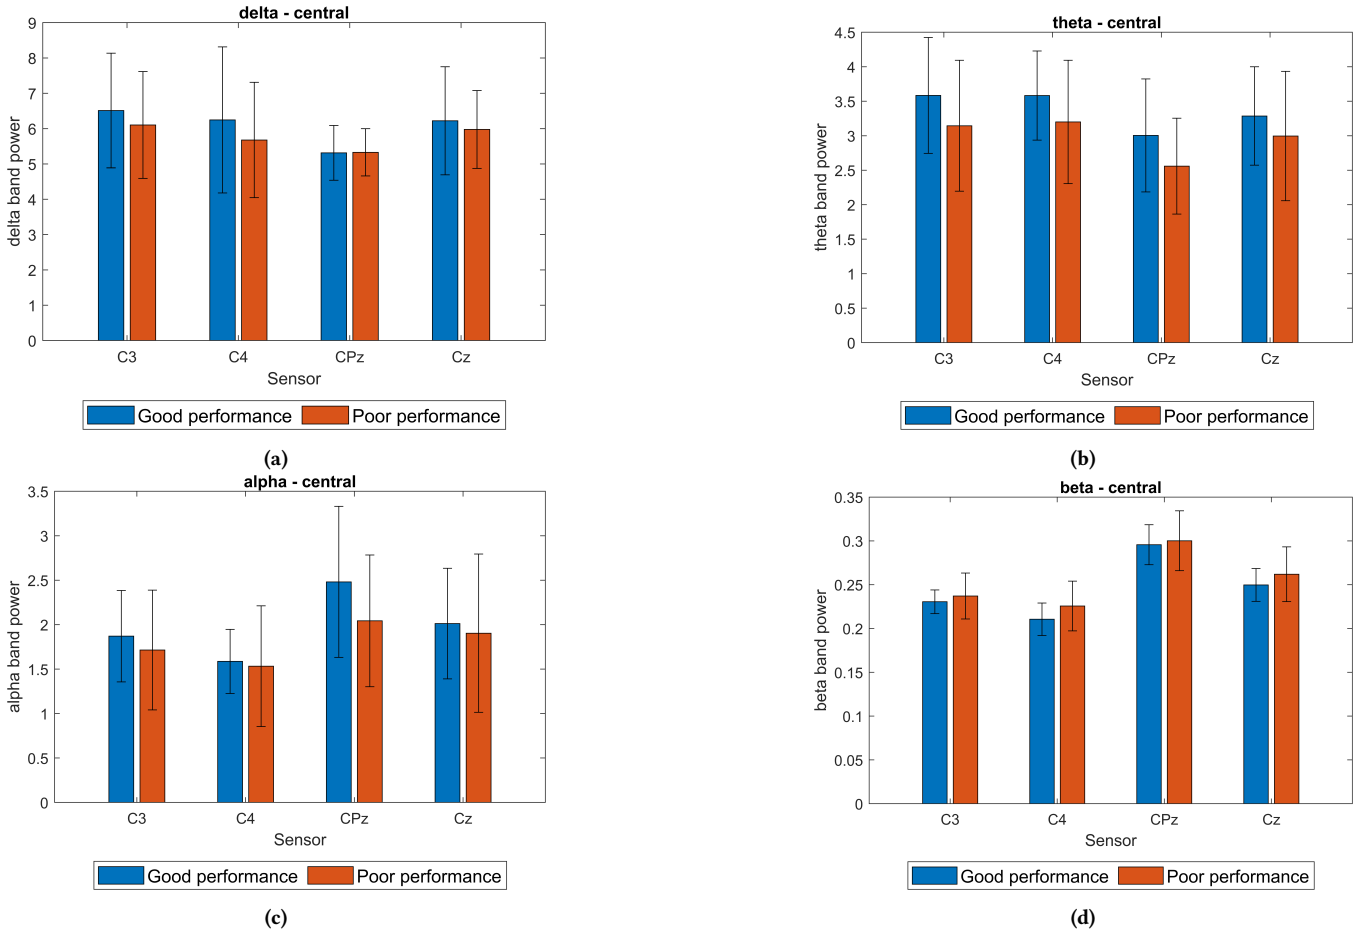 delta - central
9
8
7
6
5
4
3
2
1
0
delta band power
C3 C4 CPz Cz
Sensor
Good performance Poor performance
(a)
theta - central
4.5
4
3.5
3
2.5
2
1.5
1
0.5
0
theta band power
C3 C4 CPz Cz
Sensor
Good performance Poor performance
(b)
alpha - central
3.5
3
2.5
2
1.5
1
0.5
0
alpha band power
C3 C4 CPz Cz
Sensor
Good performance Poor performance
(c)
beta - central
0.35
0.3
0.25
0.2
0.15
0.1
0.05
0
beta band power
C3 C4 CPz Cz
Sensor
Good performance Poor performance
(d)